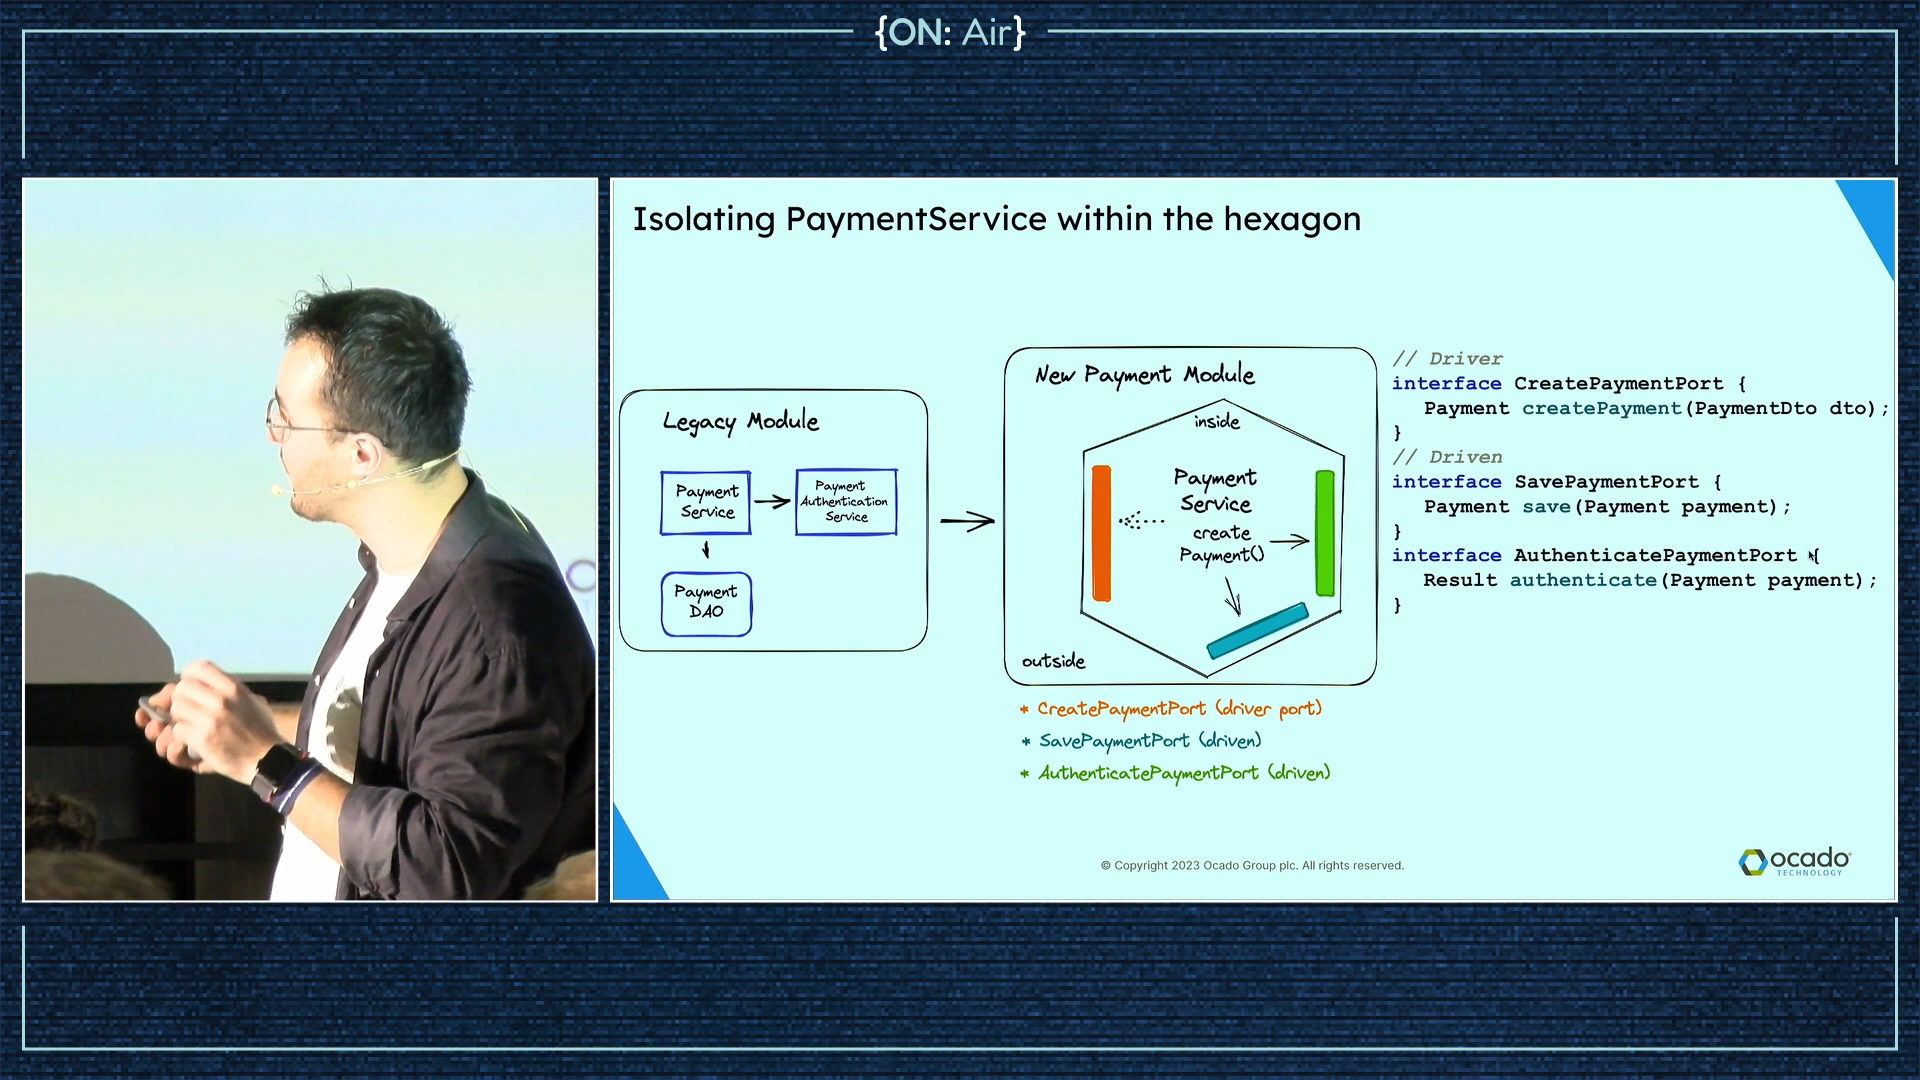 {ON: Air}
Isolating PaymentService within the hexagon
Legacy Module
Payment
Service
Payment
Authentication
Service
Payment
DAO
New Payment Module
inside
Payment
Service
create
Payment()
outside
* CreatePaymentPort (driver port)
* SavePaymentPort (driven)
* AuthenticatePaymentPort (driven)
// Driver
interface CreatePaymentPort {
Payment createPayment(PaymentDto dto);
}
// Driven
interface SavePaymentPort {
Payment save(Payment payment);
}
interface AuthenticatePaymentPort {
Result authenticate(Payment payment);
}
© Copyright 2023 Ocado Group plc. All rights reserved.
ocado
TECHNOLOGY